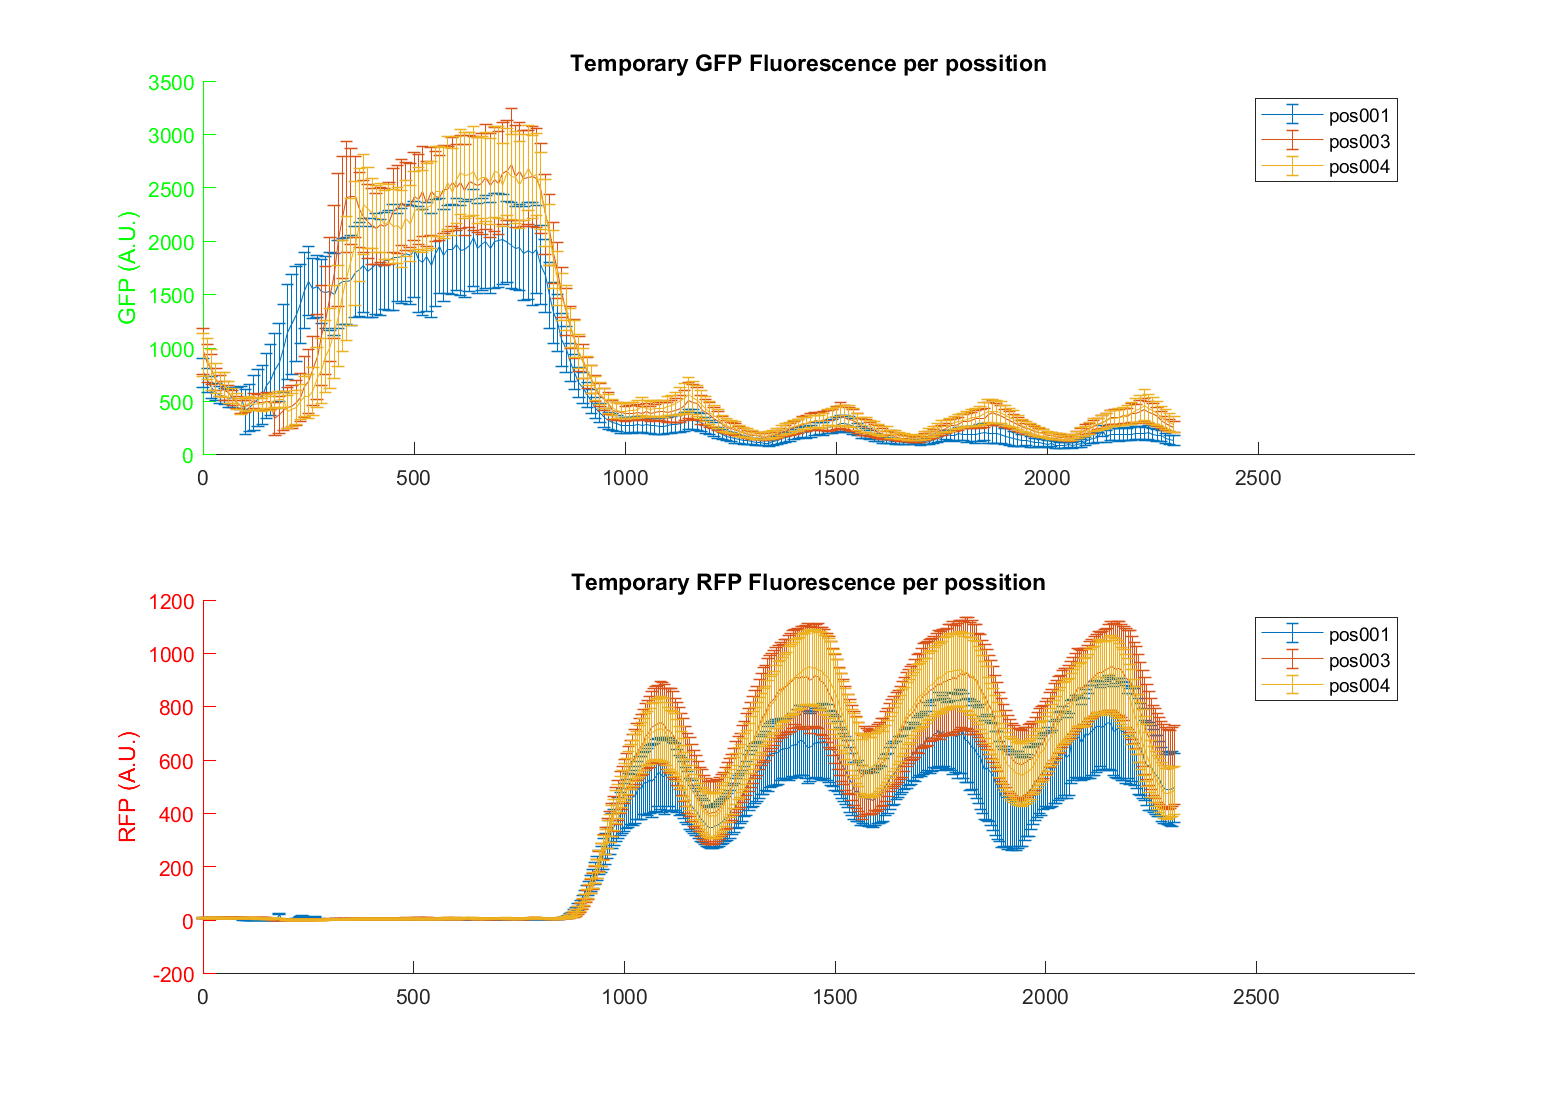 Temporary GFP Fluorescence per possition
3500
3000
2500
2000
1500
1000
500
0
GFP (A.U.)
0 500 1000 1500 2000 2500
pos001
pos003
pos004
Temporary RFP Fluorescence per possition
1200
1000
800
600
400
200
0
-200
RFP (A.U.)
0 500 1000 1500 2000 2500
pos001
pos003
pos004